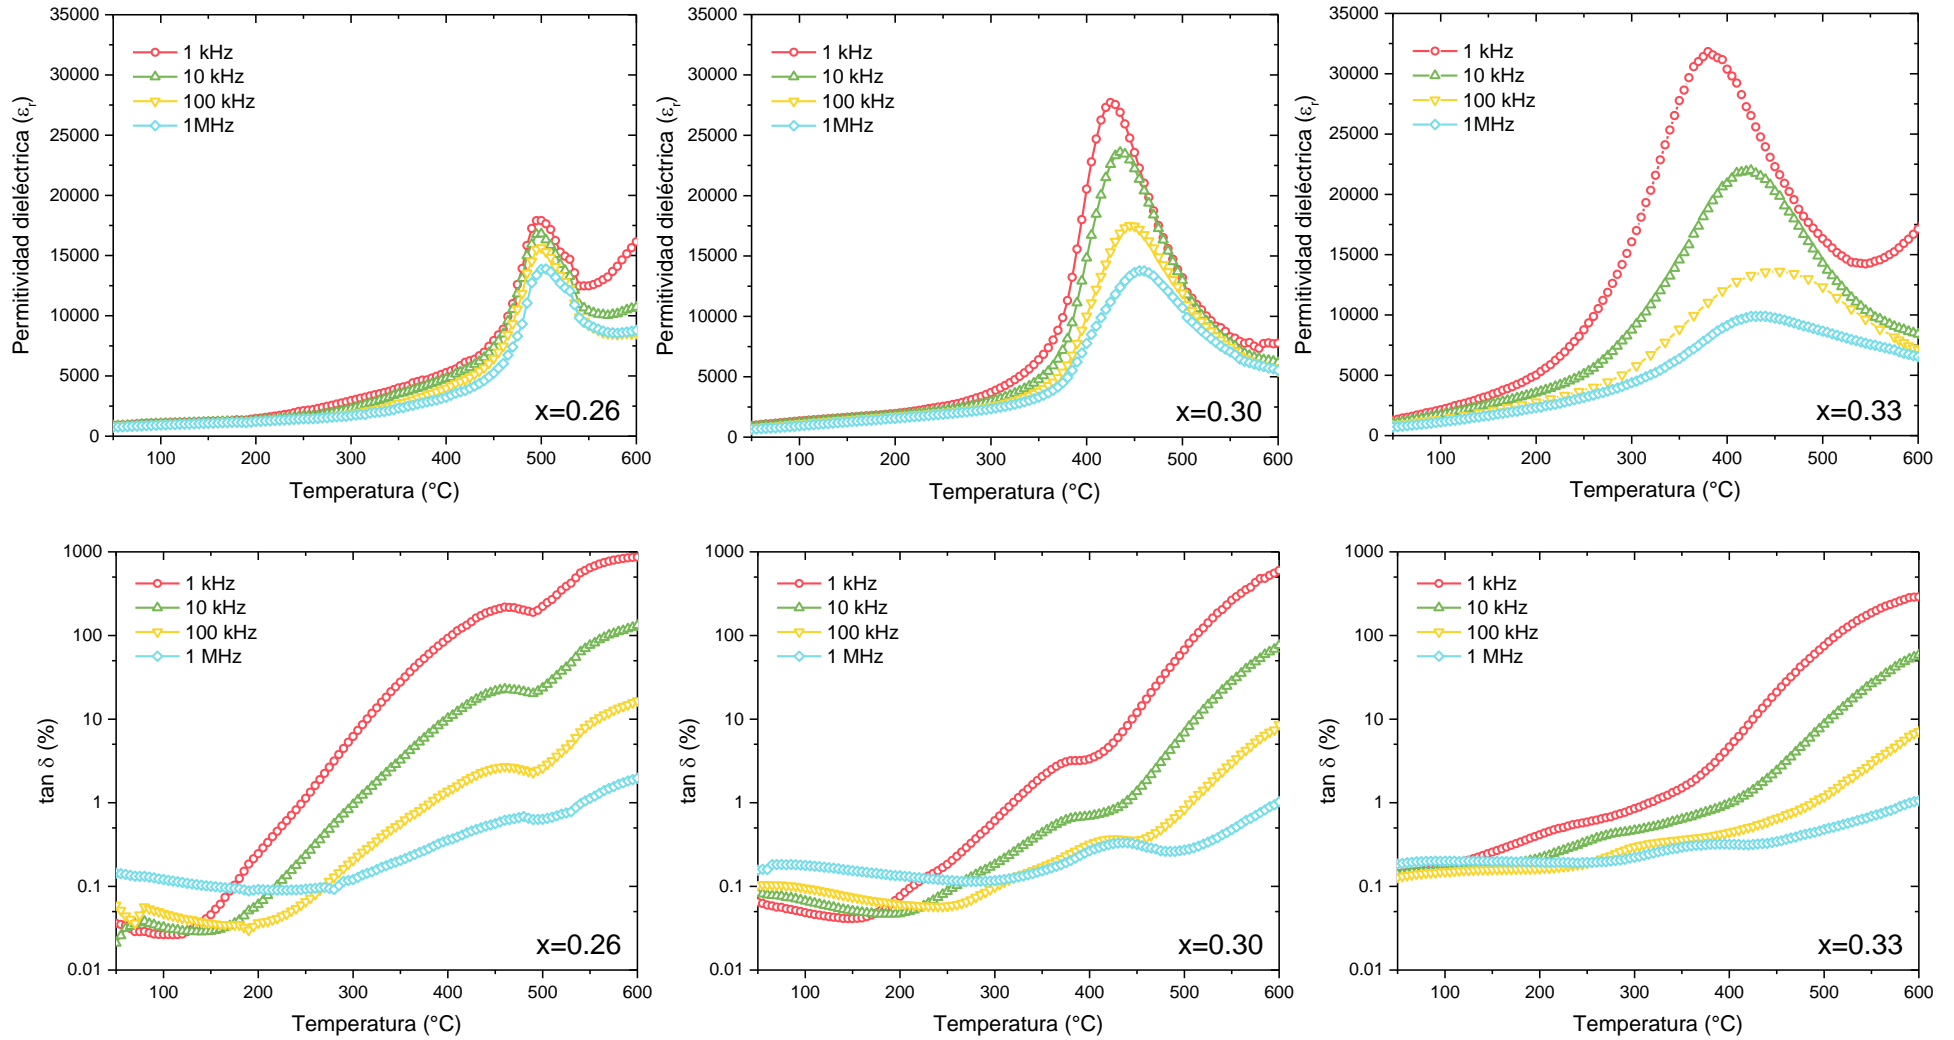 35000
30000
25000
20000
15000
10000
5000
0
Permitividad dieléctrica (εr)
1 kHz
10 kHz
100 kHz
1MHz
x=0.26
100 200 300 400 500 600
Temperatura (°C)
35000
30000
25000
20000
15000
10000
5000
0
Permitividad dieléctrica (εr)
1 kHz
10 kHz
100 kHz
1MHz
x=0.30
100 200 300 400 500 600
Temperatura (°C)
35000
30000
25000
20000
15000
10000
5000
0
Permitividad dieléctrica (εr)
1 kHz
10 kHz
100 kHz
1MHz
x=0.33
100 200 300 400 500 600
Temperatura (°C)
1000
100
10
1
0.1
0.01
tan δ (%)
1 kHz
10 kHz
100 kHz
1 MHz
x=0.26
100 200 300 400 500 600
Temperatura (°C)
1000
100
10
1
0.1
0.01
tan δ (%)
1 kHz
10 kHz
100 kHz
1 MHz
x=0.30
100 200 300 400 500 600
Temperatura (°C)
1000
100
10
1
0.1
0.01
tan δ (%)
1 kHz
10 kHz
100 kHz
1 MHz
x=0.33
100 200 300 400 500 600
Temperatura (°C)